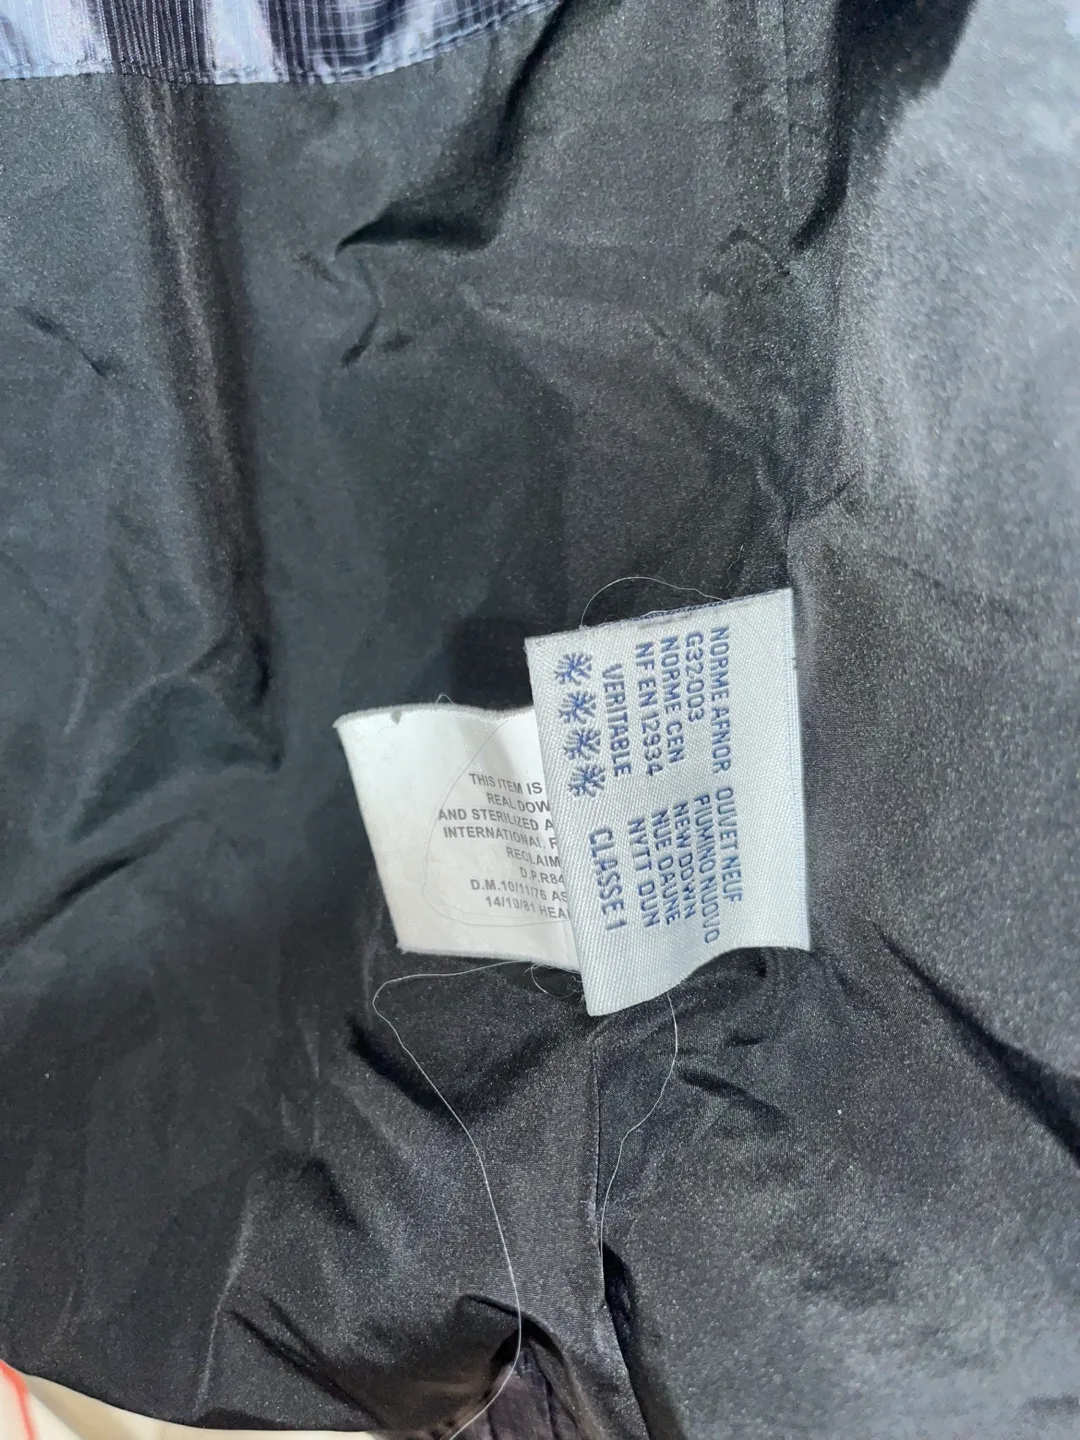 THIS ITEM IS
REAL DOW
AND STERILIZED A
INTERNATIONAL
RECLAIM
D.P.R84
D.M.10/11/76 AS
14/10/81 HEA
NORME AFNOR
G32.003
NORME CEN
NF EN 12934
VERITABLE
DUVET NEUF
PIUMINO NUOVO
NEW DOWN
NUE DAUNE
NYTT DUN
CLASSE I